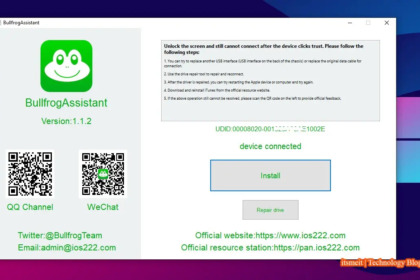 BullfrogAssistant
BullfrogAssistant
Version:1.1.2
QQ Channel
WeChat
Twitter:@BullfrogTeam
Email:admin@ios222.com
Unlock the screen and still cannot connect after the device clicks trust. Please follow the
following steps:
1. You can try to replace another USB interface (USB interface on the back of the chassis) or replace the original data cable for
connection.
2. Use the drive repair tool to repair and reconnect.
3. After the driver is repaired, you can try restarting the Apple device or computer and try again.
4. Download and reinstall iTunes from the official resource website.
5. If the above operation still cannot be resolved, please scan the QR code on the left to provide official feedback.
UDID:00008020-001 1002E
device connected
Install
Repair drive
Official website:https://www.ios222.com
Official resource station:https://pan.ios222.com
itsmeit | Technology Blog